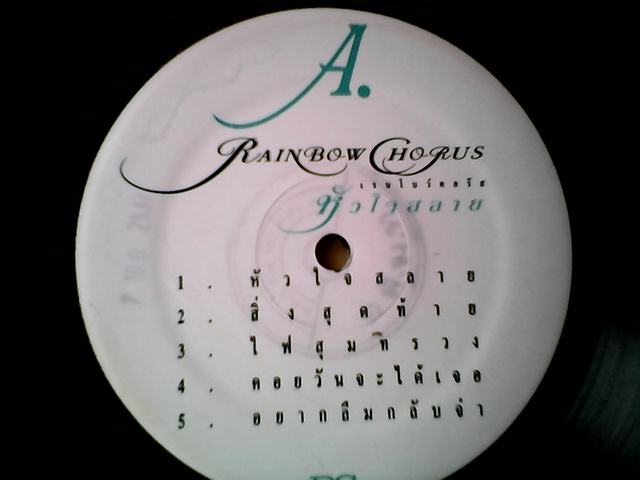 A.
RAINBOW CHORUS
เรนโบว์คอรัส
หัวใจสลาย
1. หัวใจสลาย
2. สิ่งสุดท้าย
3. ไฟสุมทรวง
4. คอยวันจะได้เจอ
5. อยากลืมกลับจำ